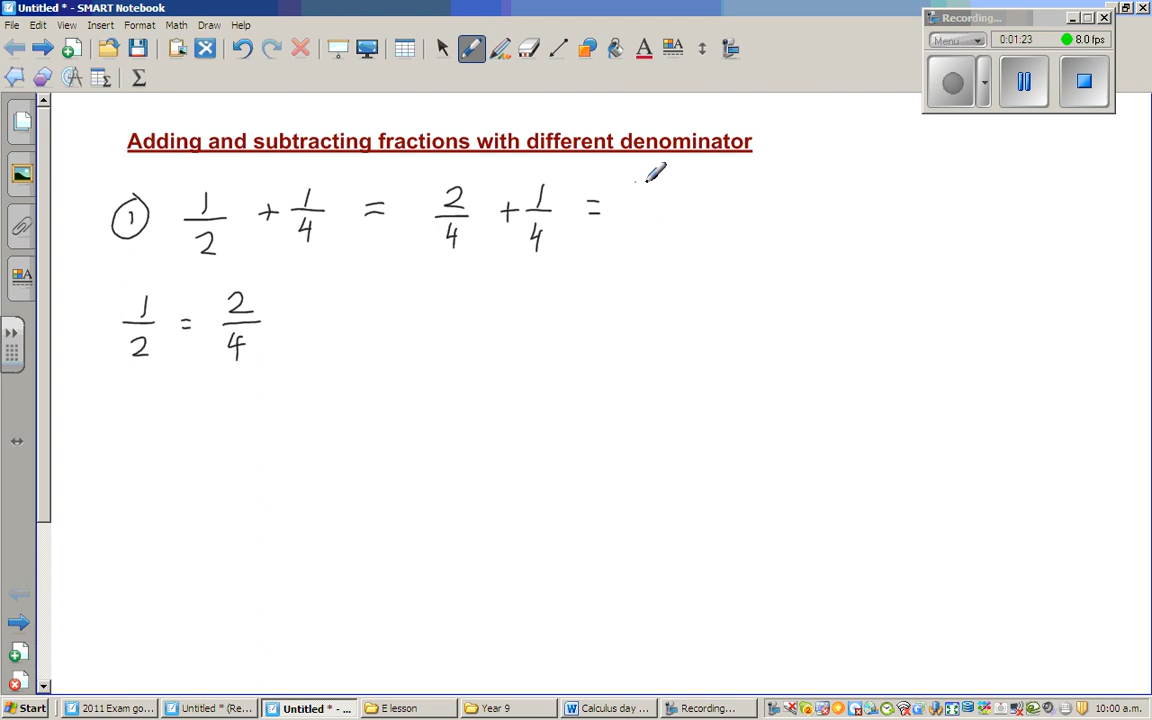 Untitled * - SMART Notebook
File Edit View Insert Format Math Draw Help
Recording...
Menu 0:01:23 8.0 fps
Adding and subtracting fractions with different denominator
① 1/2 + 1/4 = 2/4 + 1/4 =
1/2 = 2/4
Start 2011 Exam go... Untitled * (Re... Untitled * - ... E lesson Year 9 Calculus day ... Recording... 10:00 a.m.